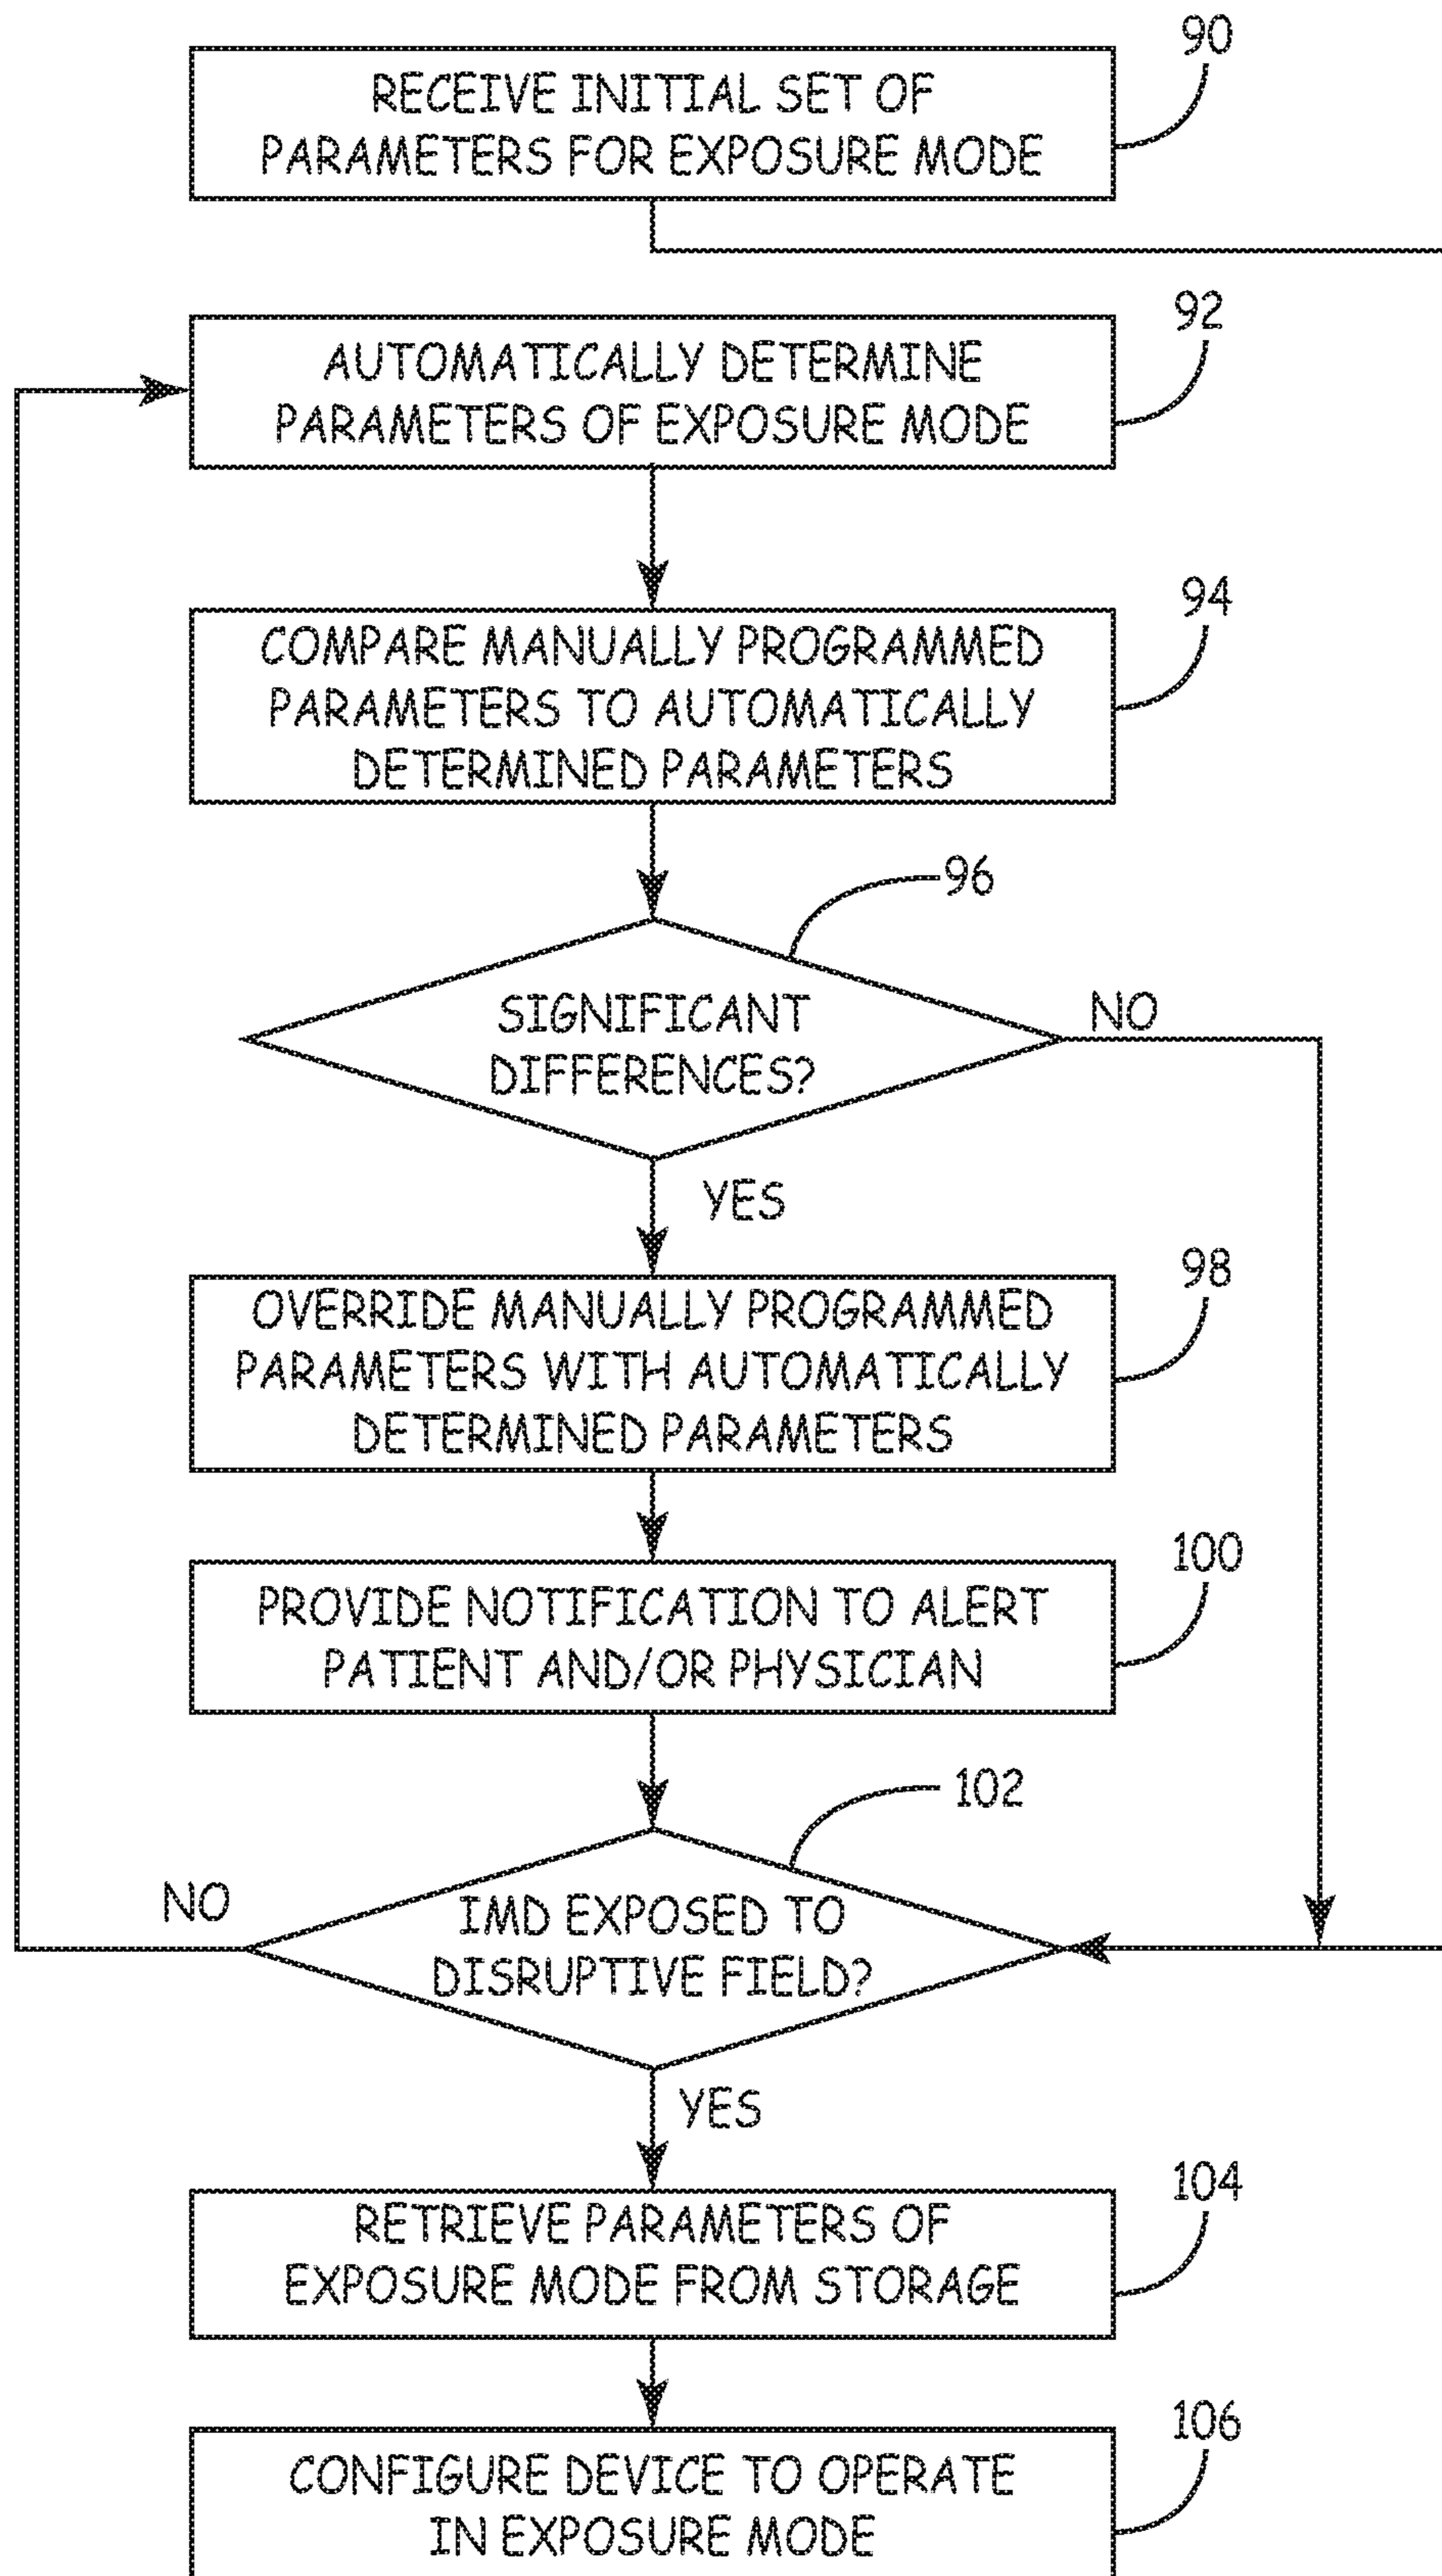 90
RECEIVE INITIAL SET OF
PARAMETERS FOR EXPOSURE MODE
92
AUTOMATICALLY DETERMINE
PARAMETERS OF EXPOSURE MODE
94
COMPARE MANUALLY PROGRAMMED
PARAMETERS TO AUTOMATICALLY
DETERMINED PARAMETERS
96
SIGNIFICANT
DIFFERENCES?
NO
YES
98
OVERRIDE MANUALLY PROGRAMMED
PARAMETERS WITH AUTOMATICALLY
DETERMINED PARAMETERS
100
PROVIDE NOTIFICATION TO ALERT
PATIENT AND/OR PHYSICIAN
102
NO
IMD EXPOSED TO
DISRUPTIVE FIELD?
YES
104
RETRIEVE PARAMETERS OF
EXPOSURE MODE FROM STORAGE
106
CONFIGURE DEVICE TO OPERATE
IN EXPOSURE MODE